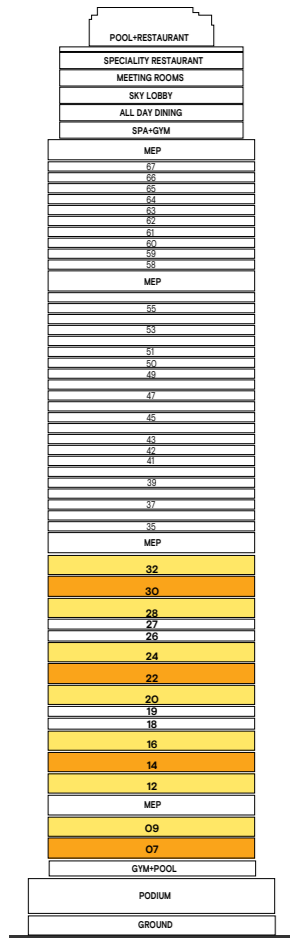 POOL+RESTAURANT
SPECIALITY RESTAURANT
MEETING ROOMS
SKY LOBBY
ALL DAY DINING
SPA+GYM
MEP
67
66
65
64
63
62
61
60
59
58
MEP
55
53
51
50
49
47
45
43
42
41
39
37
35
MEP
32
30
28
27
26
24
22
20
19
18
16
14
12
MEP
09
07
GYM+POOL
PODIUM
GROUND